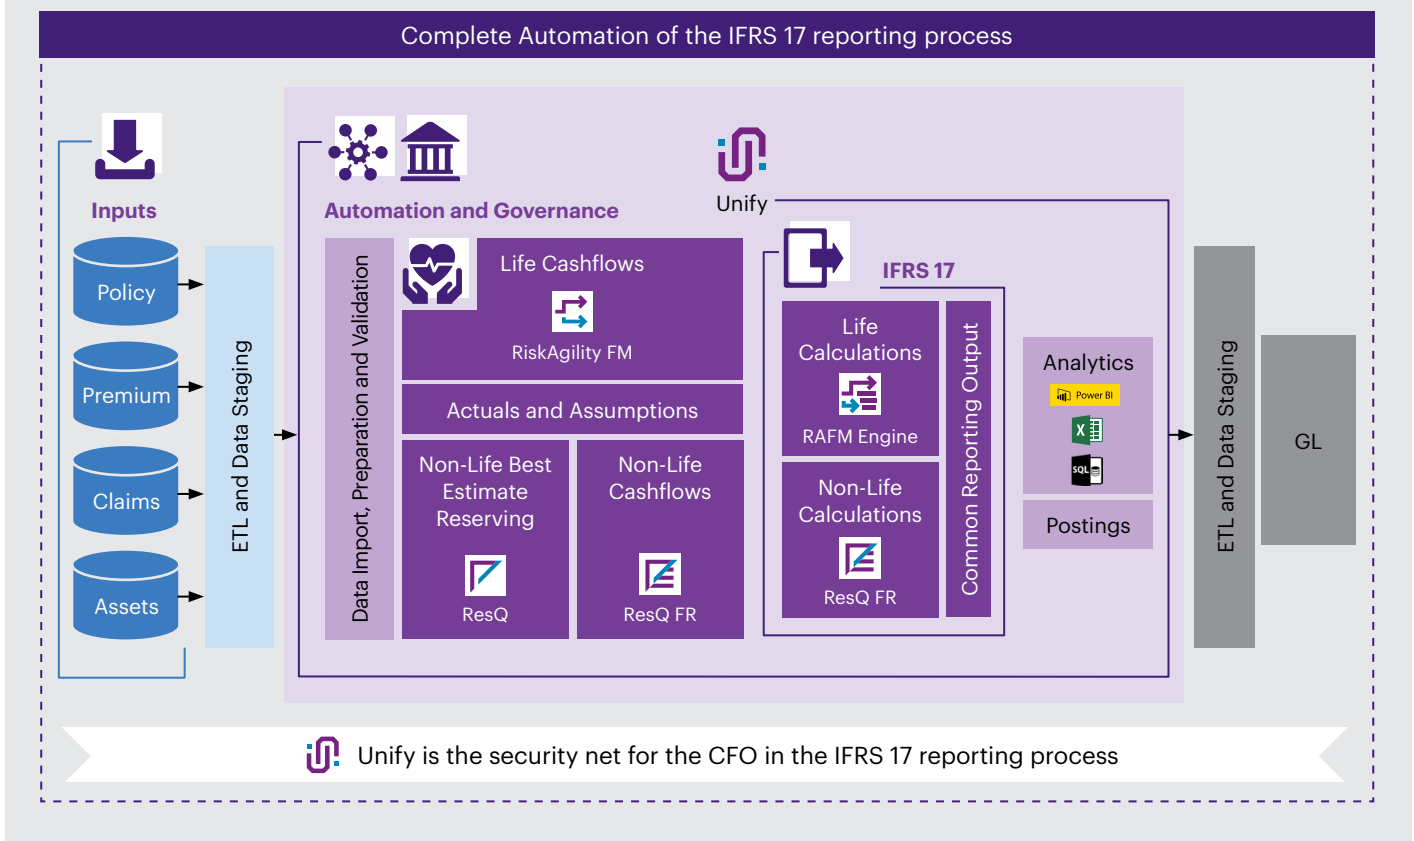 Complete Automation of the IFRS 17 reporting process
Inputs
Policy
Premium
Claims
Assets
ETL and Data Staging
Automation and Governance
Unify
Data Import, Preparation and Validation
Life Cashflows
RiskAgility FM
Actuals and Assumptions
Non-Life Best
Estimate
Reserving
ResQ
Non-Life
Cashflows
ResQ FR
IFRS 17
Life
Calculations
RAFM Engine
Non-Life
Calculations
ResQ FR
Common Reporting Output
Analytics
Power BI
X
SQL
Postings
ETL and Data Staging
GL
Unify is the security net for the CFO in the IFRS 17 reporting process